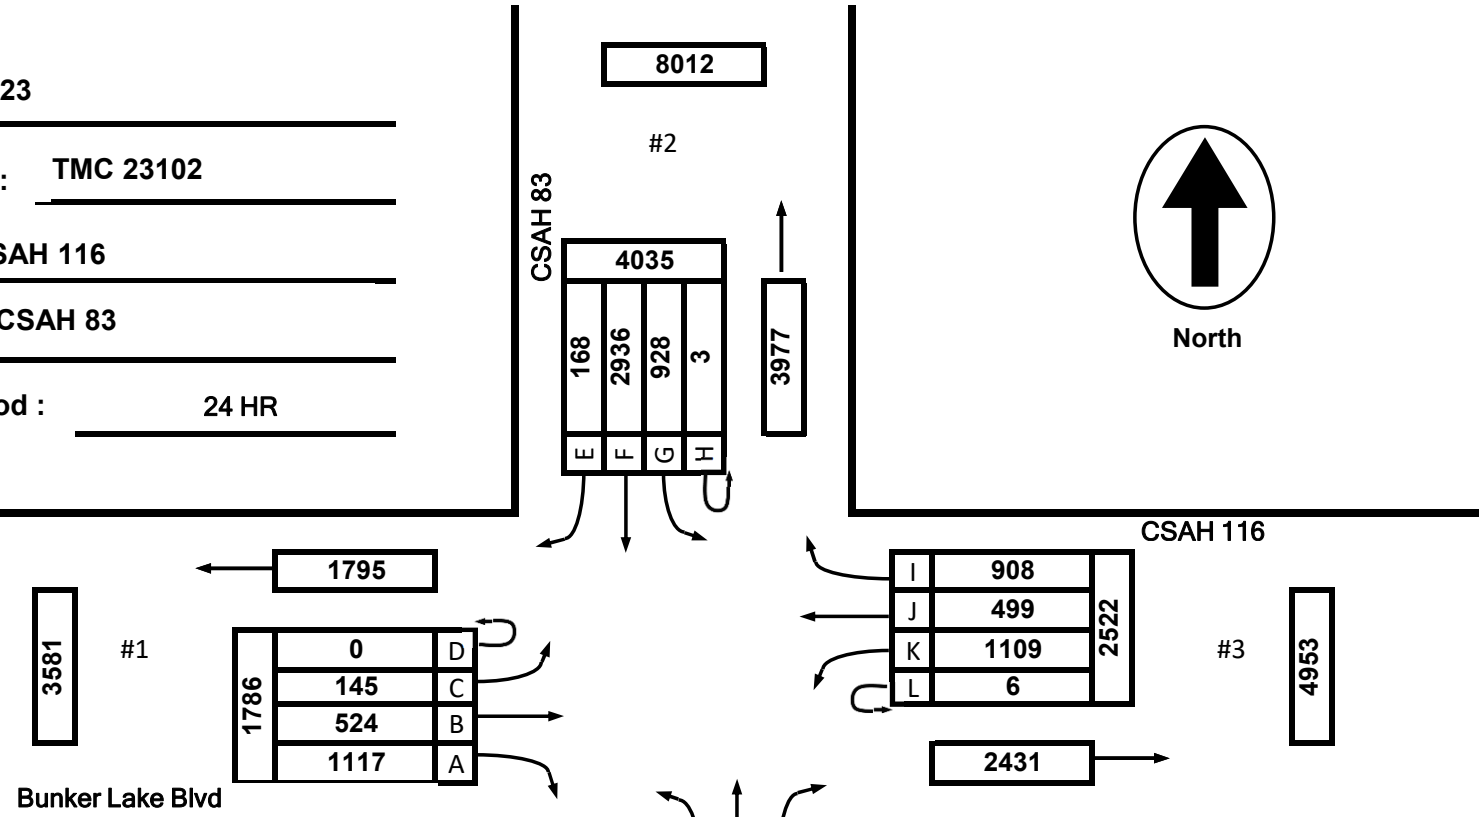 23
: TMC 23102
SAH 116
CSAH 83
od : 24 HR
8012
#2
CSAH 83
4035
168 2936 928 3
3977
E F G H
North
CSAH 116
1795
3581
#1
1786
0 D
145 C
524 B
1117 A
Bunker Lake Blvd
I 908
J 499
K 1109
L 6
2522
#3
4953
2431